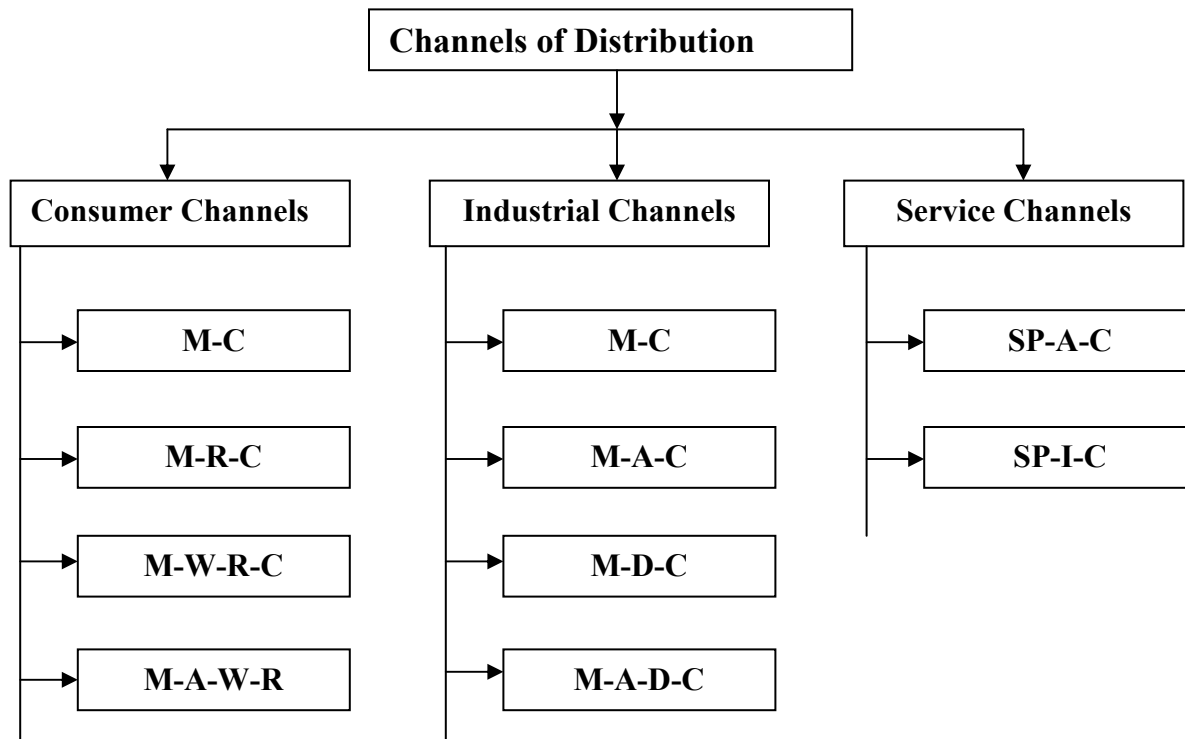 Channels of Distribution
Consumer Channels
M-C
M-R-C
M-W-R-C
M-A-W-R
Industrial Channels
M-C
M-A-C
M-D-C
M-A-D-C
Service Channels
SP-A-C
SP-I-C